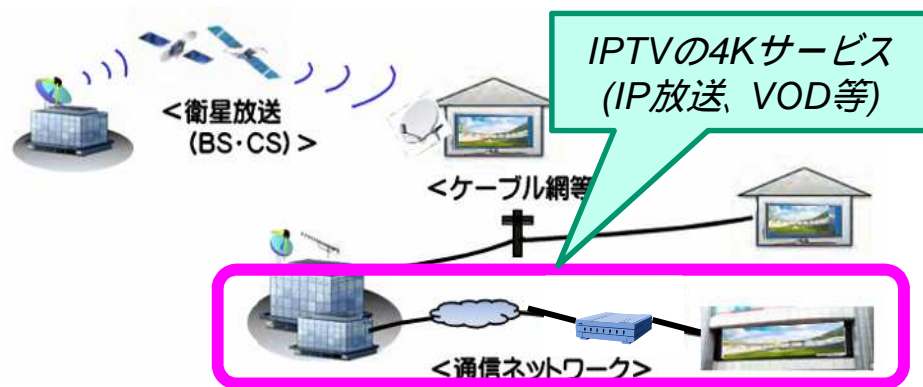 IPTVの4Kサービス
(IP放送、VOD等)
<衛星放送
(BS・CS)>
<ケーブル網等
<通信ネットワーク>